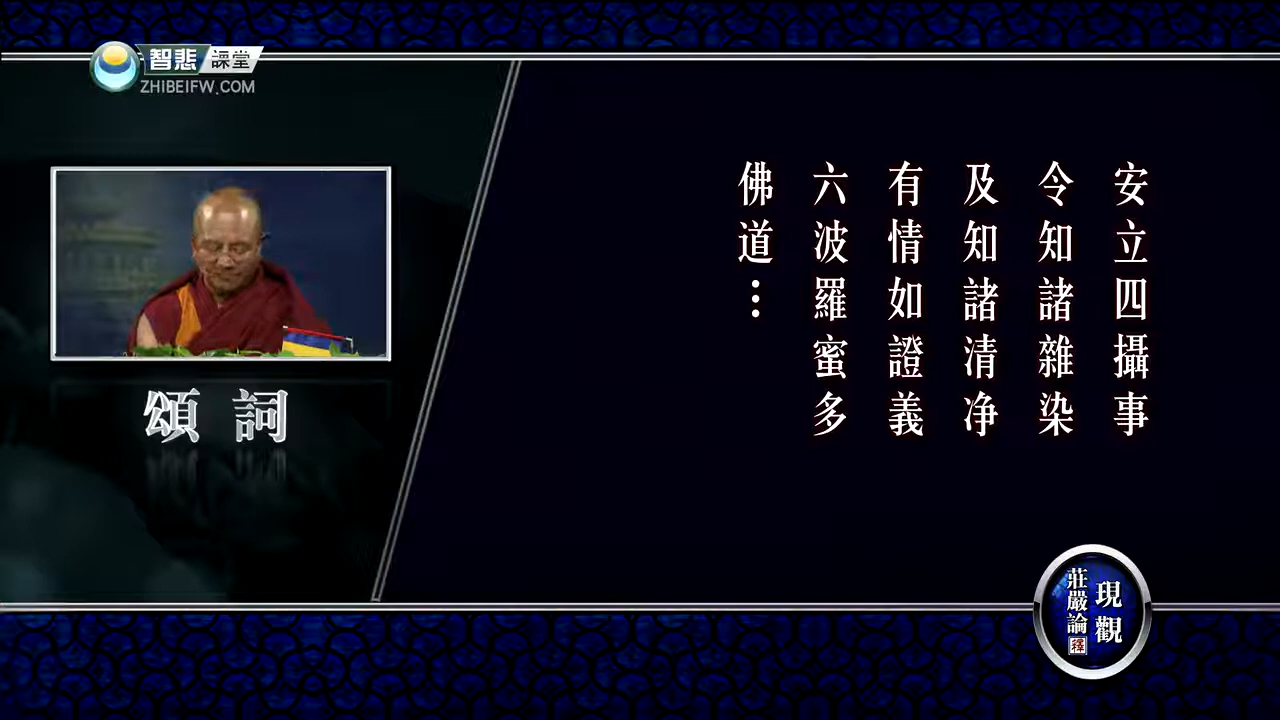 智悲課堂
ZHIBEIFW.COM
頌詞
安立四攝事
令知諸雜染
及知諸清净
有情如證義
六波羅蜜多
佛道…
現觀
莊嚴論釋